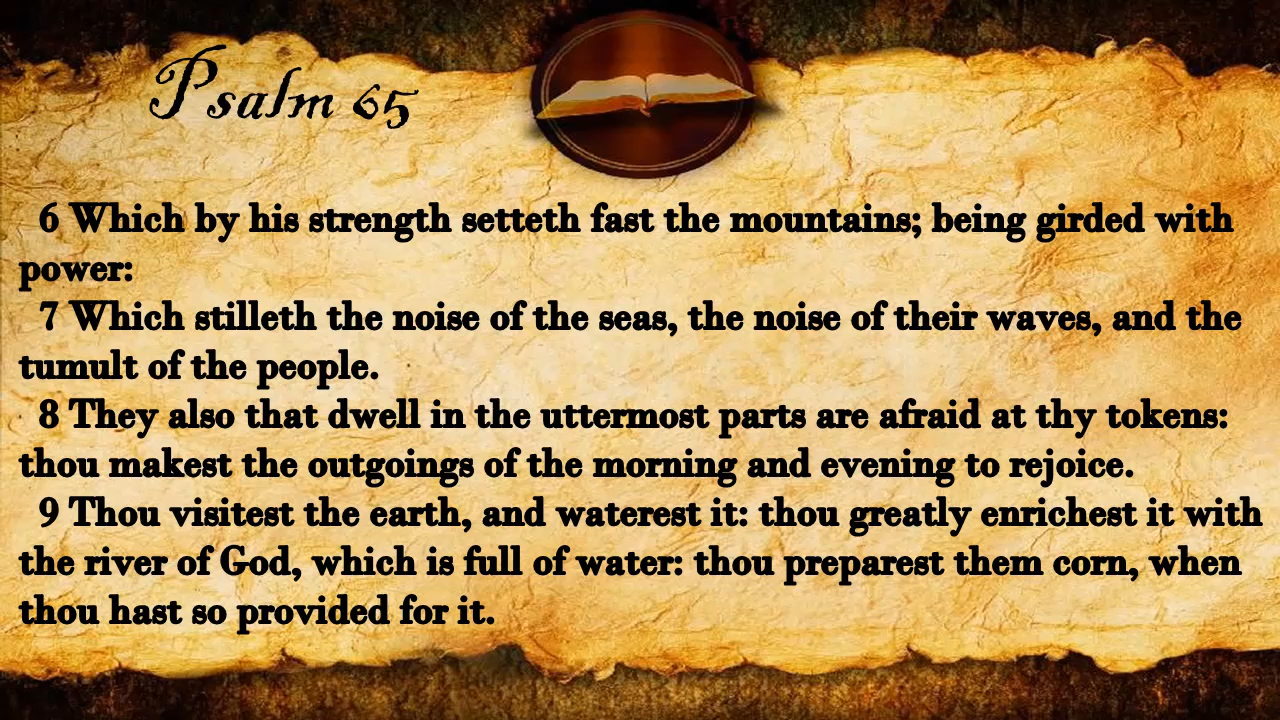 Psalm 65
6 Which by his strength setteth fast the mountains; being girded with
power:
7 Which stilleth the noise of the seas, the noise of their waves, and the
tumult of the people.
8 They also that dwell in the uttermost parts are afraid at thy tokens:
thou makest the outgoings of the morning and evening to rejoice.
9 Thou visitest the earth, and waterest it: thou greatly enrichest it with
the river of God, which is full of water: thou preparest them corn, when
thou hast so provided for it.